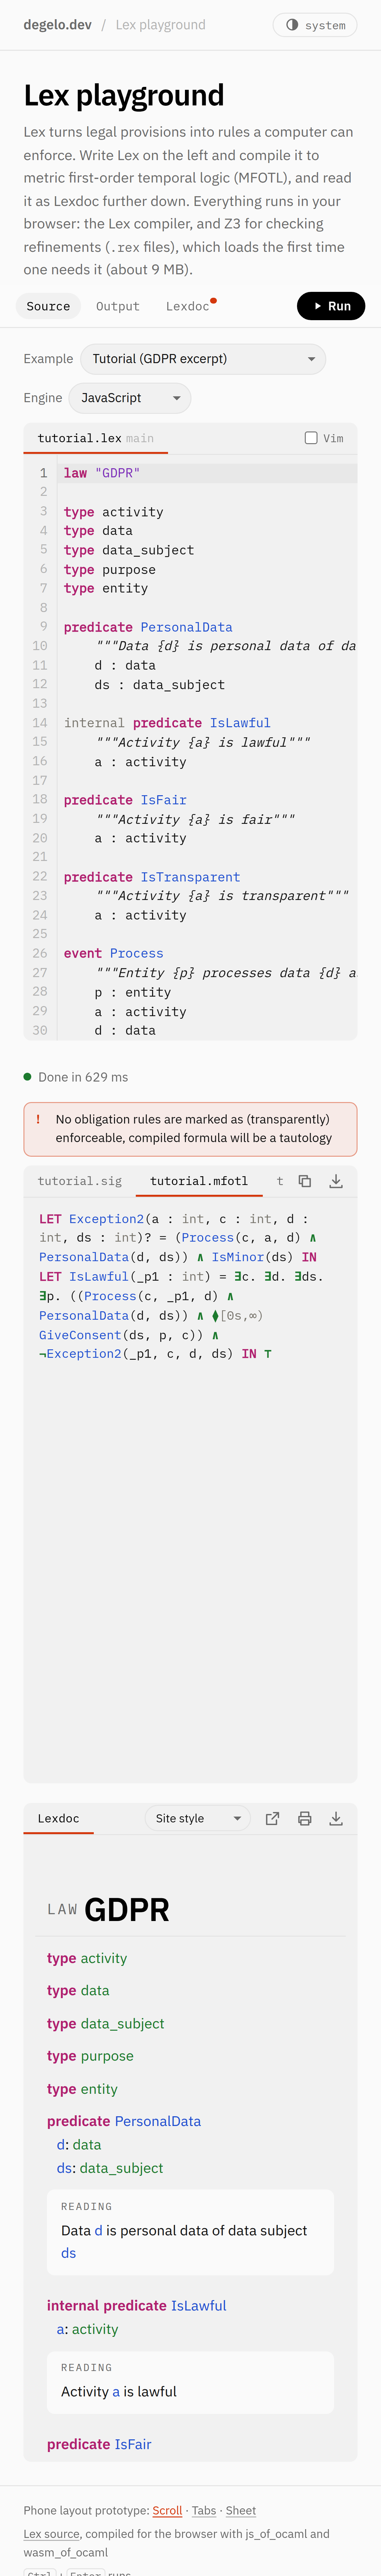 degelo.dev / Lex playground
system
Lex playground
Lex turns legal provisions into rules a computer can
enforce. Write Lex on the left and compile it to
metric first-order temporal logic (MFOTL), and read
it as Lexdoc further down. Everything runs in your
browser: the Lex compiler, and Z3 for checking
refinements (.rex files), which loads the first time
one needs it (about 9 MB).
Source Output Lexdoc Run
Example Tutorial (GDPR excerpt)
Engine JavaScript
tutorial.lex main Vim
1 law "GDPR"
2
3 type activity
4 type data
5 type data_subject
6 type purpose
7 type entity
8
9 predicate PersonalData
10 """Data {d} is personal data of da
11 d : data
12 ds : data_subject
13
14 internal predicate IsLawful
15 """Activity {a} is lawful"""
16 a : activity
17
18 predicate IsFair
19 """Activity {a} is fair"""
20 a : activity
21
22 predicate IsTransparent
23 """Activity {a} is transparent"""
24 a : activity
25
26 event Process
27 """Entity {p} processes data {d} a
28 p : entity
29 a : activity
30 d : data
Done in 629 ms
! No obligation rules are marked as (transparently)
enforceable, compiled formula will be a tautology
tutorial.sig tutorial.mfotl t
LET Exception2(a : int, c : int, d :
int, ds : int)? = (Process(c, a, d) ∧
PersonalData(d, ds)) ∧ IsMinor(ds) IN
LET IsLawful(_p1 : int) = ∃c. ∃d. ∃ds.
∃p. ((Process(c, _p1, d) ∧
PersonalData(d, ds)) ∧ ⧫[0s,∞)
GiveConsent(ds, p, c)) ∧
¬Exception2(_p1, c, d, ds) IN ⊤
Lexdoc Site style
LAW GDPR
type activity
type data
type data_subject
type purpose
type entity
predicate PersonalData
d: data
ds: data_subject
READING
Data d is personal data of data subject
ds
internal predicate IsLawful
a: activity
READING
Activity a is lawful
predicate IsFair
Phone layout prototype: Scroll · Tabs · Sheet
Lex source, compiled for the browser with js_of_ocaml and
wasm_of_ocaml
Ctrl + Enter runs